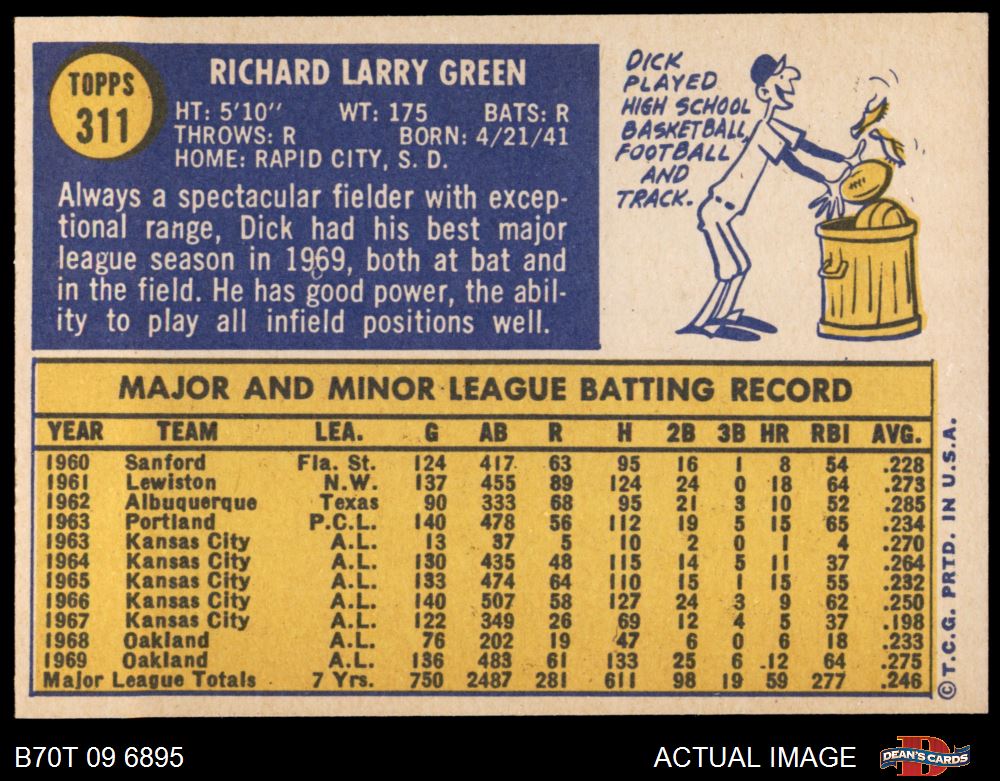 TOPPS
311
RICHARD LARRY GREEN
HT: 5'10" WT: 175 BATS: R
THROWS: R BORN: 4/21/41
HOME: RAPID CITY, S. D.
Always a spectacular fielder with excep-
tional range, Dick had his best major
league season in 1969, both at bat and
in the field. He has good power, the abil-
ity to play all infield positions well.
DICK
PLAYED
HIGH SCHOOL
BASKETBALL,
FOOTBALL
AND
TRACK.
MAJOR AND MINOR LEAGUE BATTING RECORD
YEAR TEAM LEA. G AB R H 2B 3B HR RBI AVG.
1960 Sanford Fla. St. 124 417 63 95 16 1 8 54 .228
1961 Lewiston N.W. 137 455 89 124 24 0 18 64 .273
1962 Albuquerque Texas 90 333 68 95 21 3 10 52 .285
1963 Portland P.C.L. 140 478 56 112 19 5 15 65 .234
1963 Kansas City A.L. 13 37 5 10 2 0 1 4 .270
1964 Kansas City A.L. 130 435 48 115 14 5 11 37 .264
1965 Kansas City A.L. 133 474 64 110 15 1 15 55 .232
1966 Kansas City A.L. 140 507 58 127 24 3 9 62 .250
1967 Kansas City A.L. 122 349 26 69 12 4 5 37 .198
1968 Oakland A.L. 76 202 19 47 6 0 6 18 .233
1969 Oakland A.L. 136 483 61 133 25 6 12 64 .275
Major League Totals 7 Yrs. 750 2487 281 611 98 19 59 277 .246
© T.C.G. PRTD. IN U.S.A.
B70T 09 6895
ACTUAL IMAGE
DEAN'S CARDS